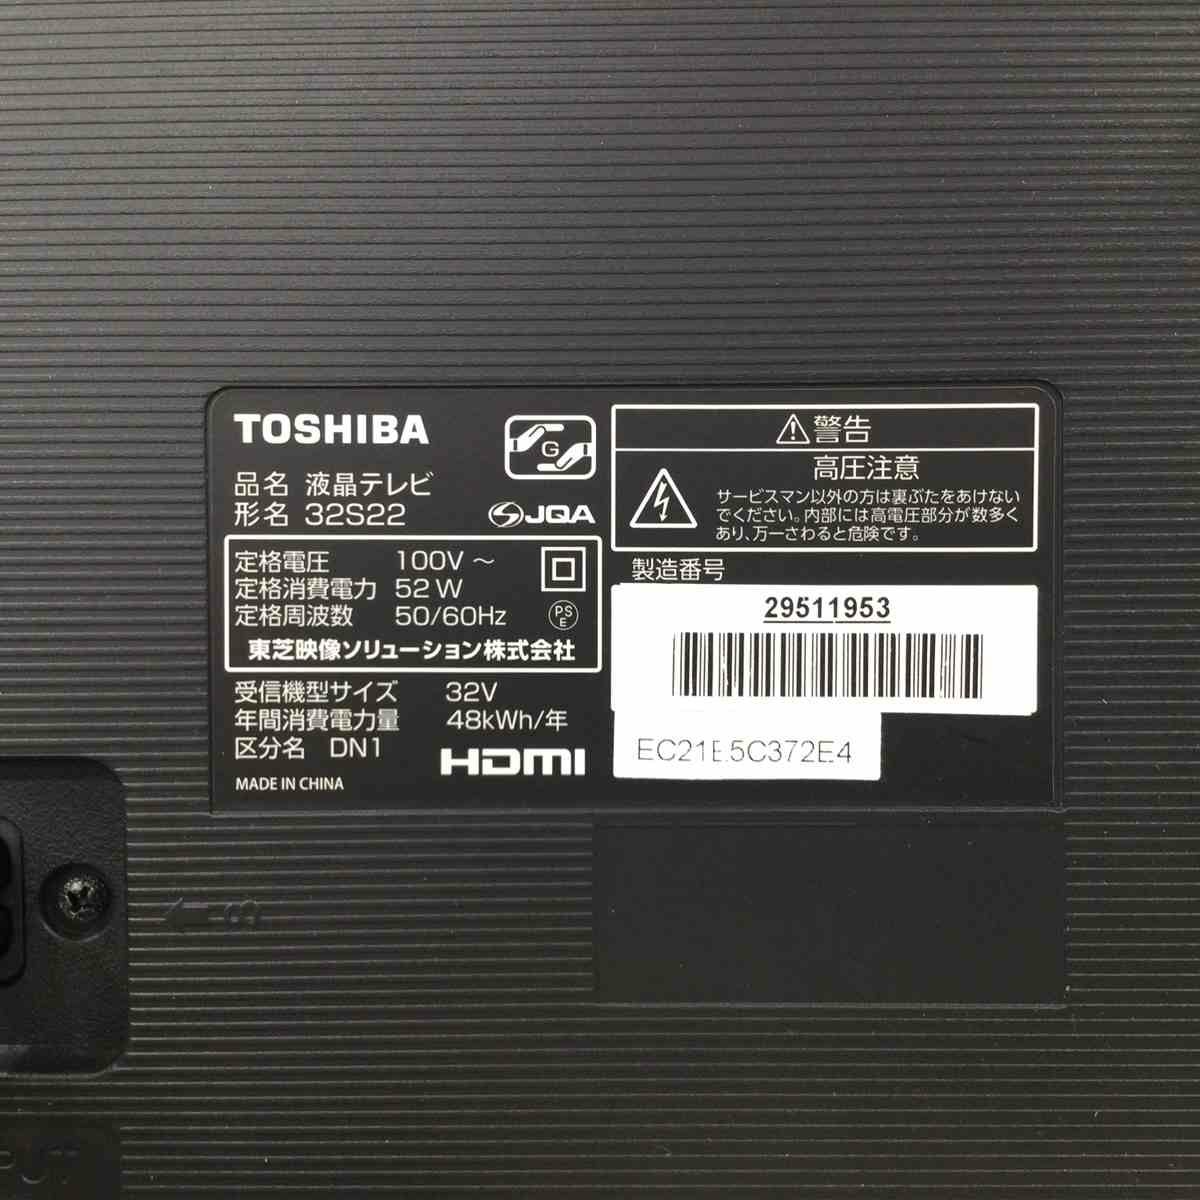 TOSHIBA
品名 液晶テレビ
形名 32S22
G
JQA
定格電圧 100V ～
定格消費電力 52W
定格周波数 50/60Hz
PS
E
東芝映像ソリューション株式会社
受信機型サイズ 32V
年間消費電力量 48kWh/年
区分名 DN1
HDMI
MADE IN CHINA
警告
高圧注意
サービスマン以外の方は裏ぶたをあけない
でください。内部には高電圧部分が数多く
あり、万一さわると危険です。
製造番号
29511953
EC21E5C372E4